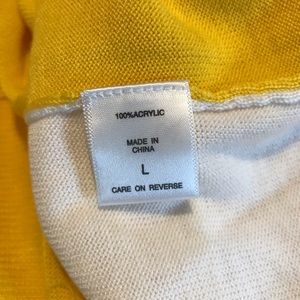 100%ACRYLIC
MADE IN
CHINA
L
CARE ON REVERSE